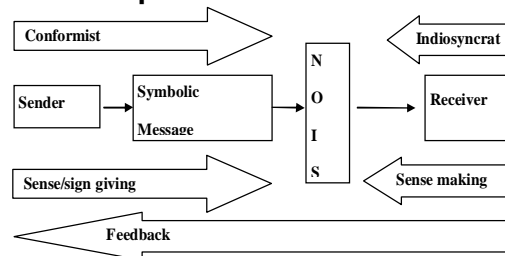 Conformist
Indiosyncrat
Sender
Symbolic
Message
N
O
I
S
Receiver
Sense/sign giving
Sense making
Feedback